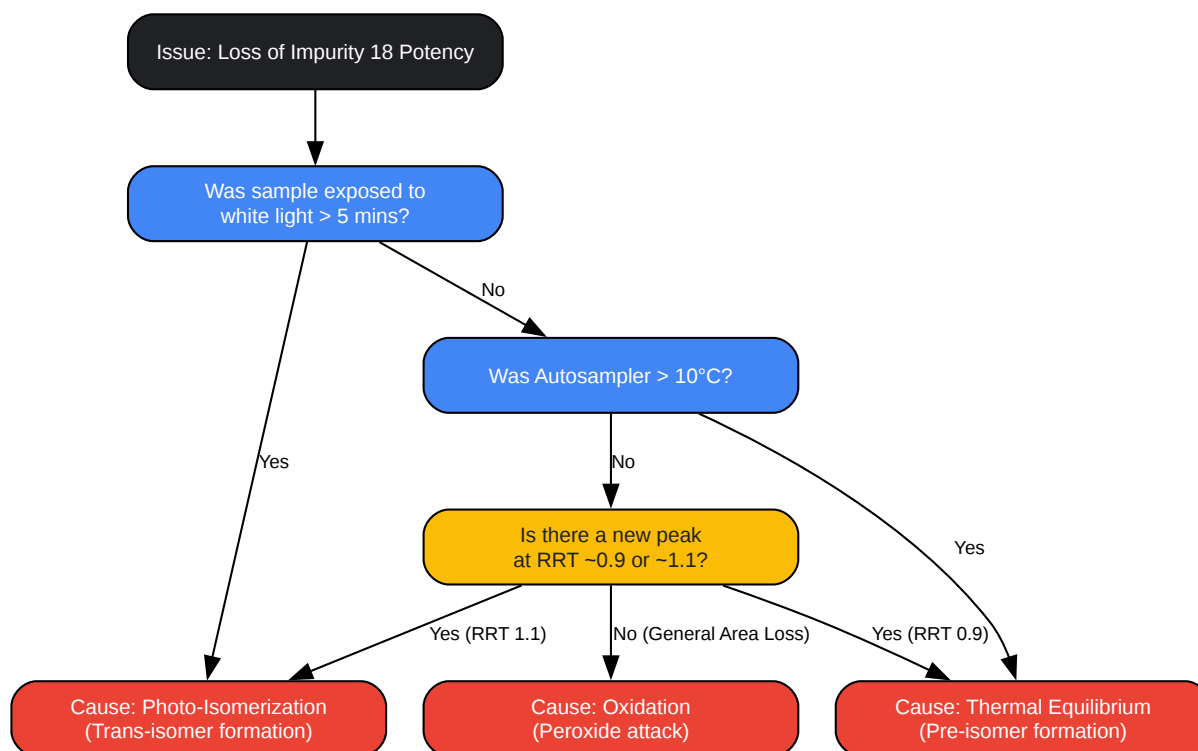 Issue: Loss of Impurity 18 Potency
Was sample exposed to
white light > 5 mins?
No
Was Autosampler > 10°C?
Yes
No
Is there a new peak
at RRT ~0.9 or ~1.1?
Yes
Yes (RRT 1.1)
No (General Area Loss)
Yes (RRT 0.9)
Cause: Photo-Isomerization
(Trans-isomer formation)
Cause: Oxidation
(Peroxide attack)
Cause: Thermal Equilibrium
(Pre-isomer formation)